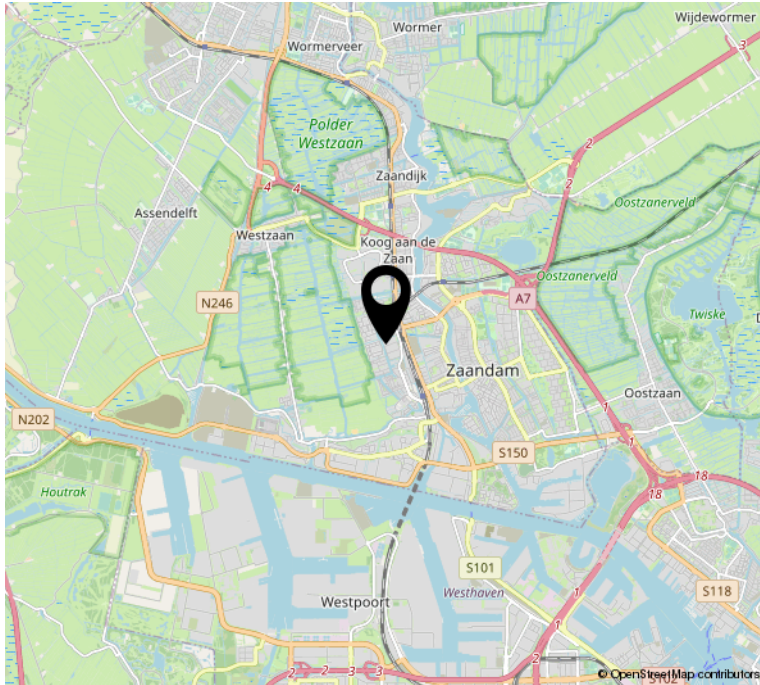 Wormer
Wijdewormer
Wormerveer
3
Polder
Westzaan
2
Zaandijk
4
4
2
Oostzanerveld
Assendelft
Westzaan
Koog aan de
Zaan
Oostzanerveld
N246
A7
Twiske
Zaandam
Oostzaan
1
N202
1
S150
18
18
Houtrak
S101
Westhaven
S118
Westpoort
2
2
1
3
3
2
1
S102
© OpenStreetMap contributors